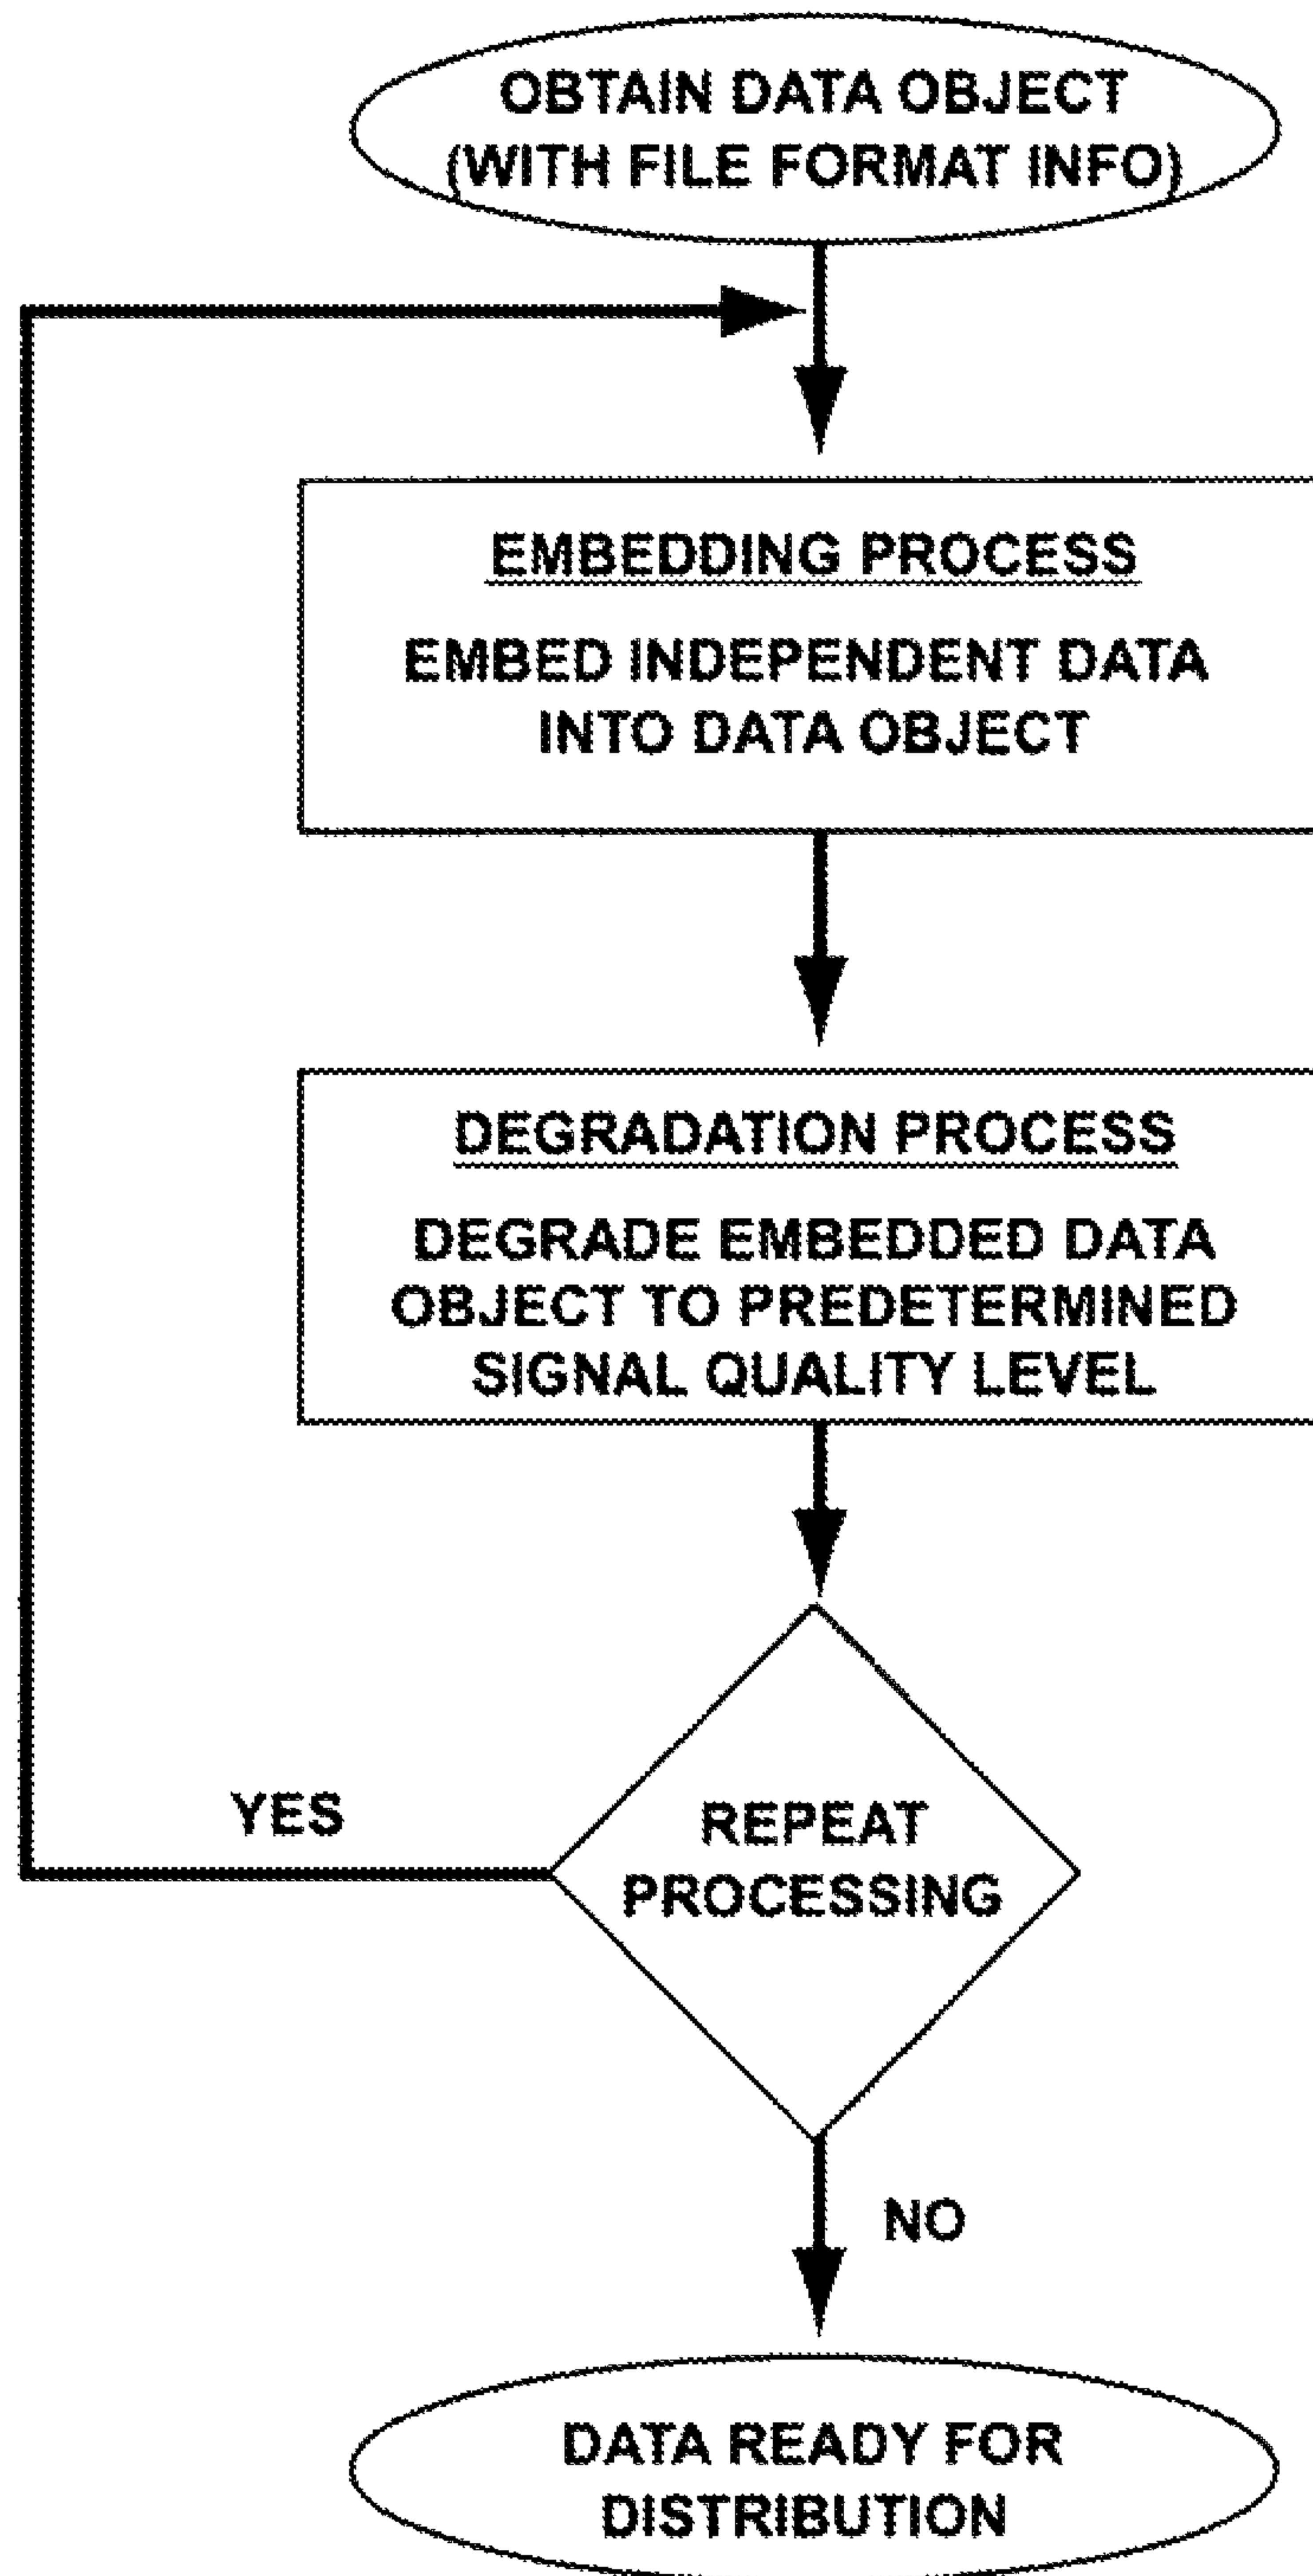 OBTAIN DATA OBJECT
(WITH FILE FORMAT INFO)
EMBEDDING PROCESS
EMBED INDEPENDENT DATA
INTO DATA OBJECT
DEGRADATION PROCESS
DEGRADE EMBEDDED DATA
OBJECT TO PREDETERMINED
SIGNAL QUALITY LEVEL
YES
REPEAT
PROCESSING
NO
DATA READY FOR
DISTRIBUTION